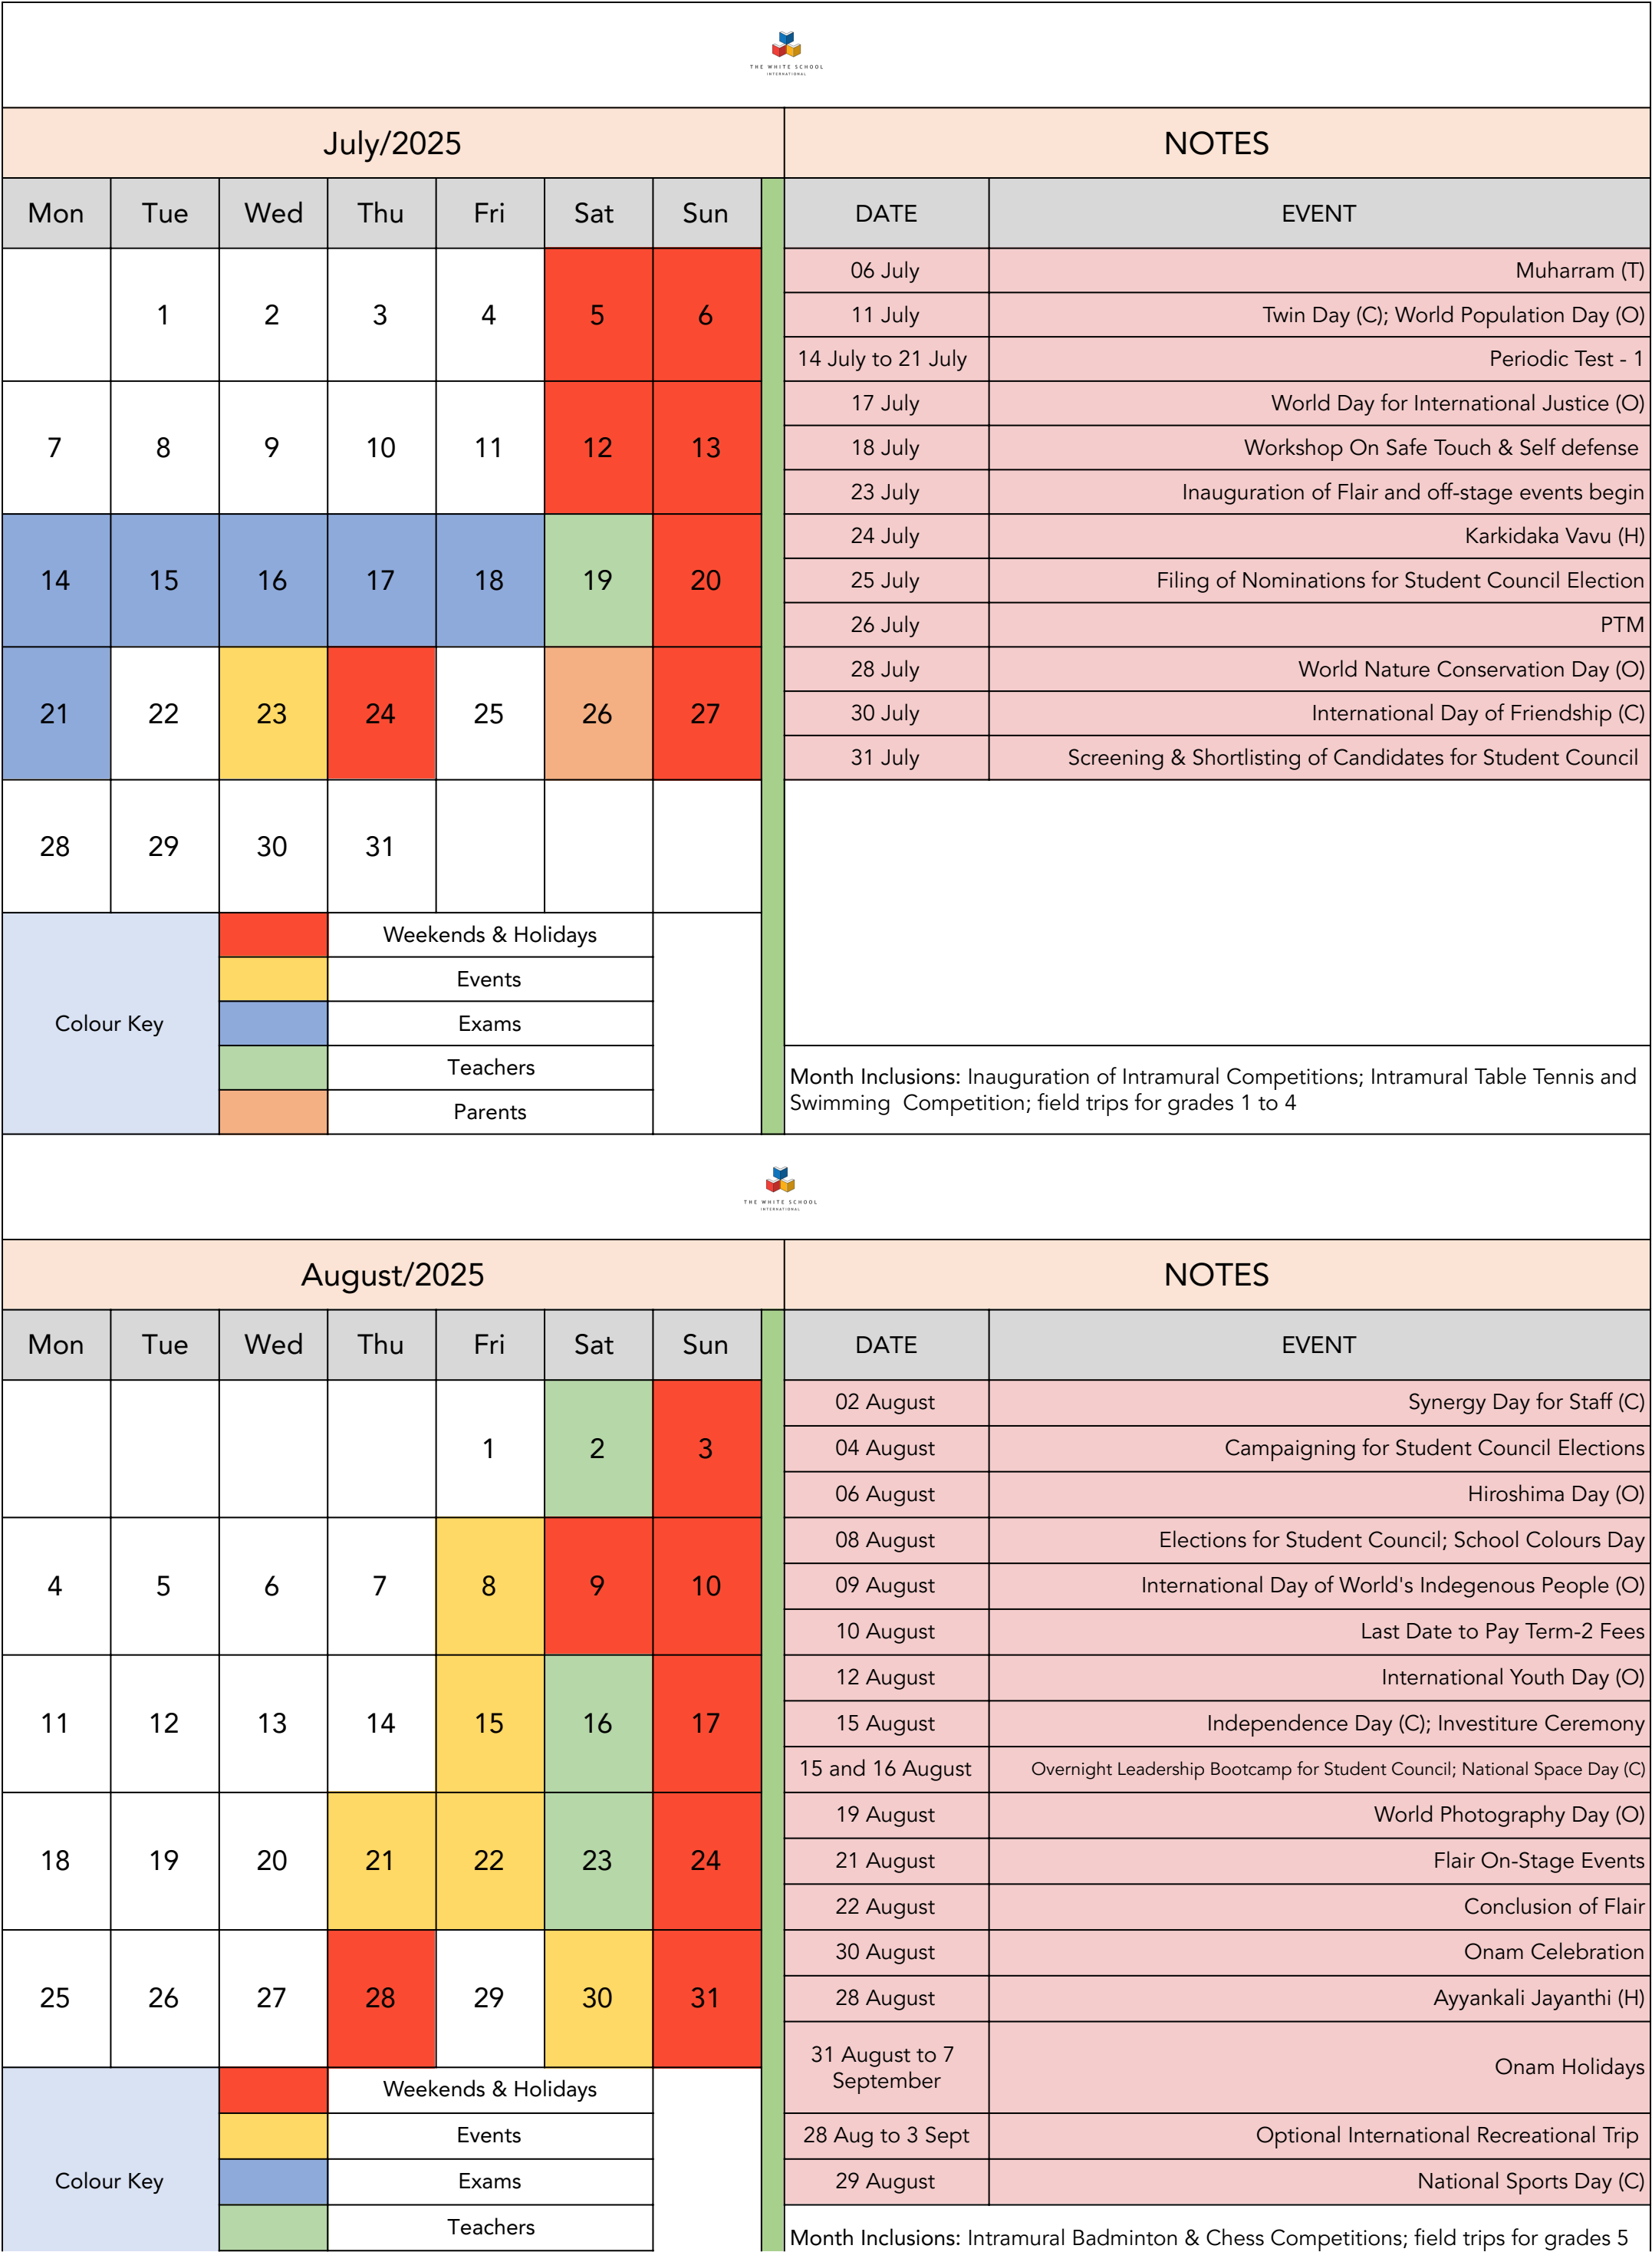 THE WHITE SCHOOL
INTERNATIONAL
July/2025
NOTES
Mon Tue Wed Thu Fri Sat Sun
DATE EVENT
1 2 3 4 5 6
7 8 9 10 11 12 13
14 15 16 17 18 19 20
21 22 23 24 25 26 27
28 29 30 31
06 July Muharram (T)
11 July Twin Day (C); World Population Day (O)
14 July to 21 July Periodic Test - 1
17 July World Day for International Justice (O)
18 July Workshop On Safe Touch & Self defense
23 July Inauguration of Flair and off-stage events begin
24 July Karkidaka Vavu (H)
25 July Filing of Nominations for Student Council Election
26 July PTM
28 July World Nature Conservation Day (O)
30 July International Day of Friendship (C)
31 July Screening & Shortlisting of Candidates for Student Council
Colour Key
Weekends & Holidays
Events
Exams
Teachers
Parents
Month Inclusions: Inauguration of Intramural Competitions; Intramural Table Tennis and
Swimming Competition; field trips for grades 1 to 4
THE WHITE SCHOOL
INTERNATIONAL
August/2025
NOTES
Mon Tue Wed Thu Fri Sat Sun
DATE EVENT
1 2 3
4 5 6 7 8 9 10
11 12 13 14 15 16 17
18 19 20 21 22 23 24
25 26 27 28 29 30 31
02 August Synergy Day for Staff (C)
04 August Campaigning for Student Council Elections
06 August Hiroshima Day (O)
08 August Elections for Student Council; School Colours Day
09 August International Day of World's Indegenous People (O)
10 August Last Date to Pay Term-2 Fees
12 August International Youth Day (O)
15 August Independence Day (C); Investiture Ceremony
15 and 16 August Overnight Leadership Bootcamp for Student Council; National Space Day (C)
19 August World Photography Day (O)
21 August Flair On-Stage Events
22 August Conclusion of Flair
30 August Onam Celebration
28 August Ayyankali Jayanthi (H)
31 August to 7
September
Onam Holidays
28 Aug to 3 Sept Optional International Recreational Trip
29 August National Sports Day (C)
Colour Key
Weekends & Holidays
Events
Exams
Teachers
Month Inclusions: Intramural Badminton & Chess Competitions; field trips for grades 5